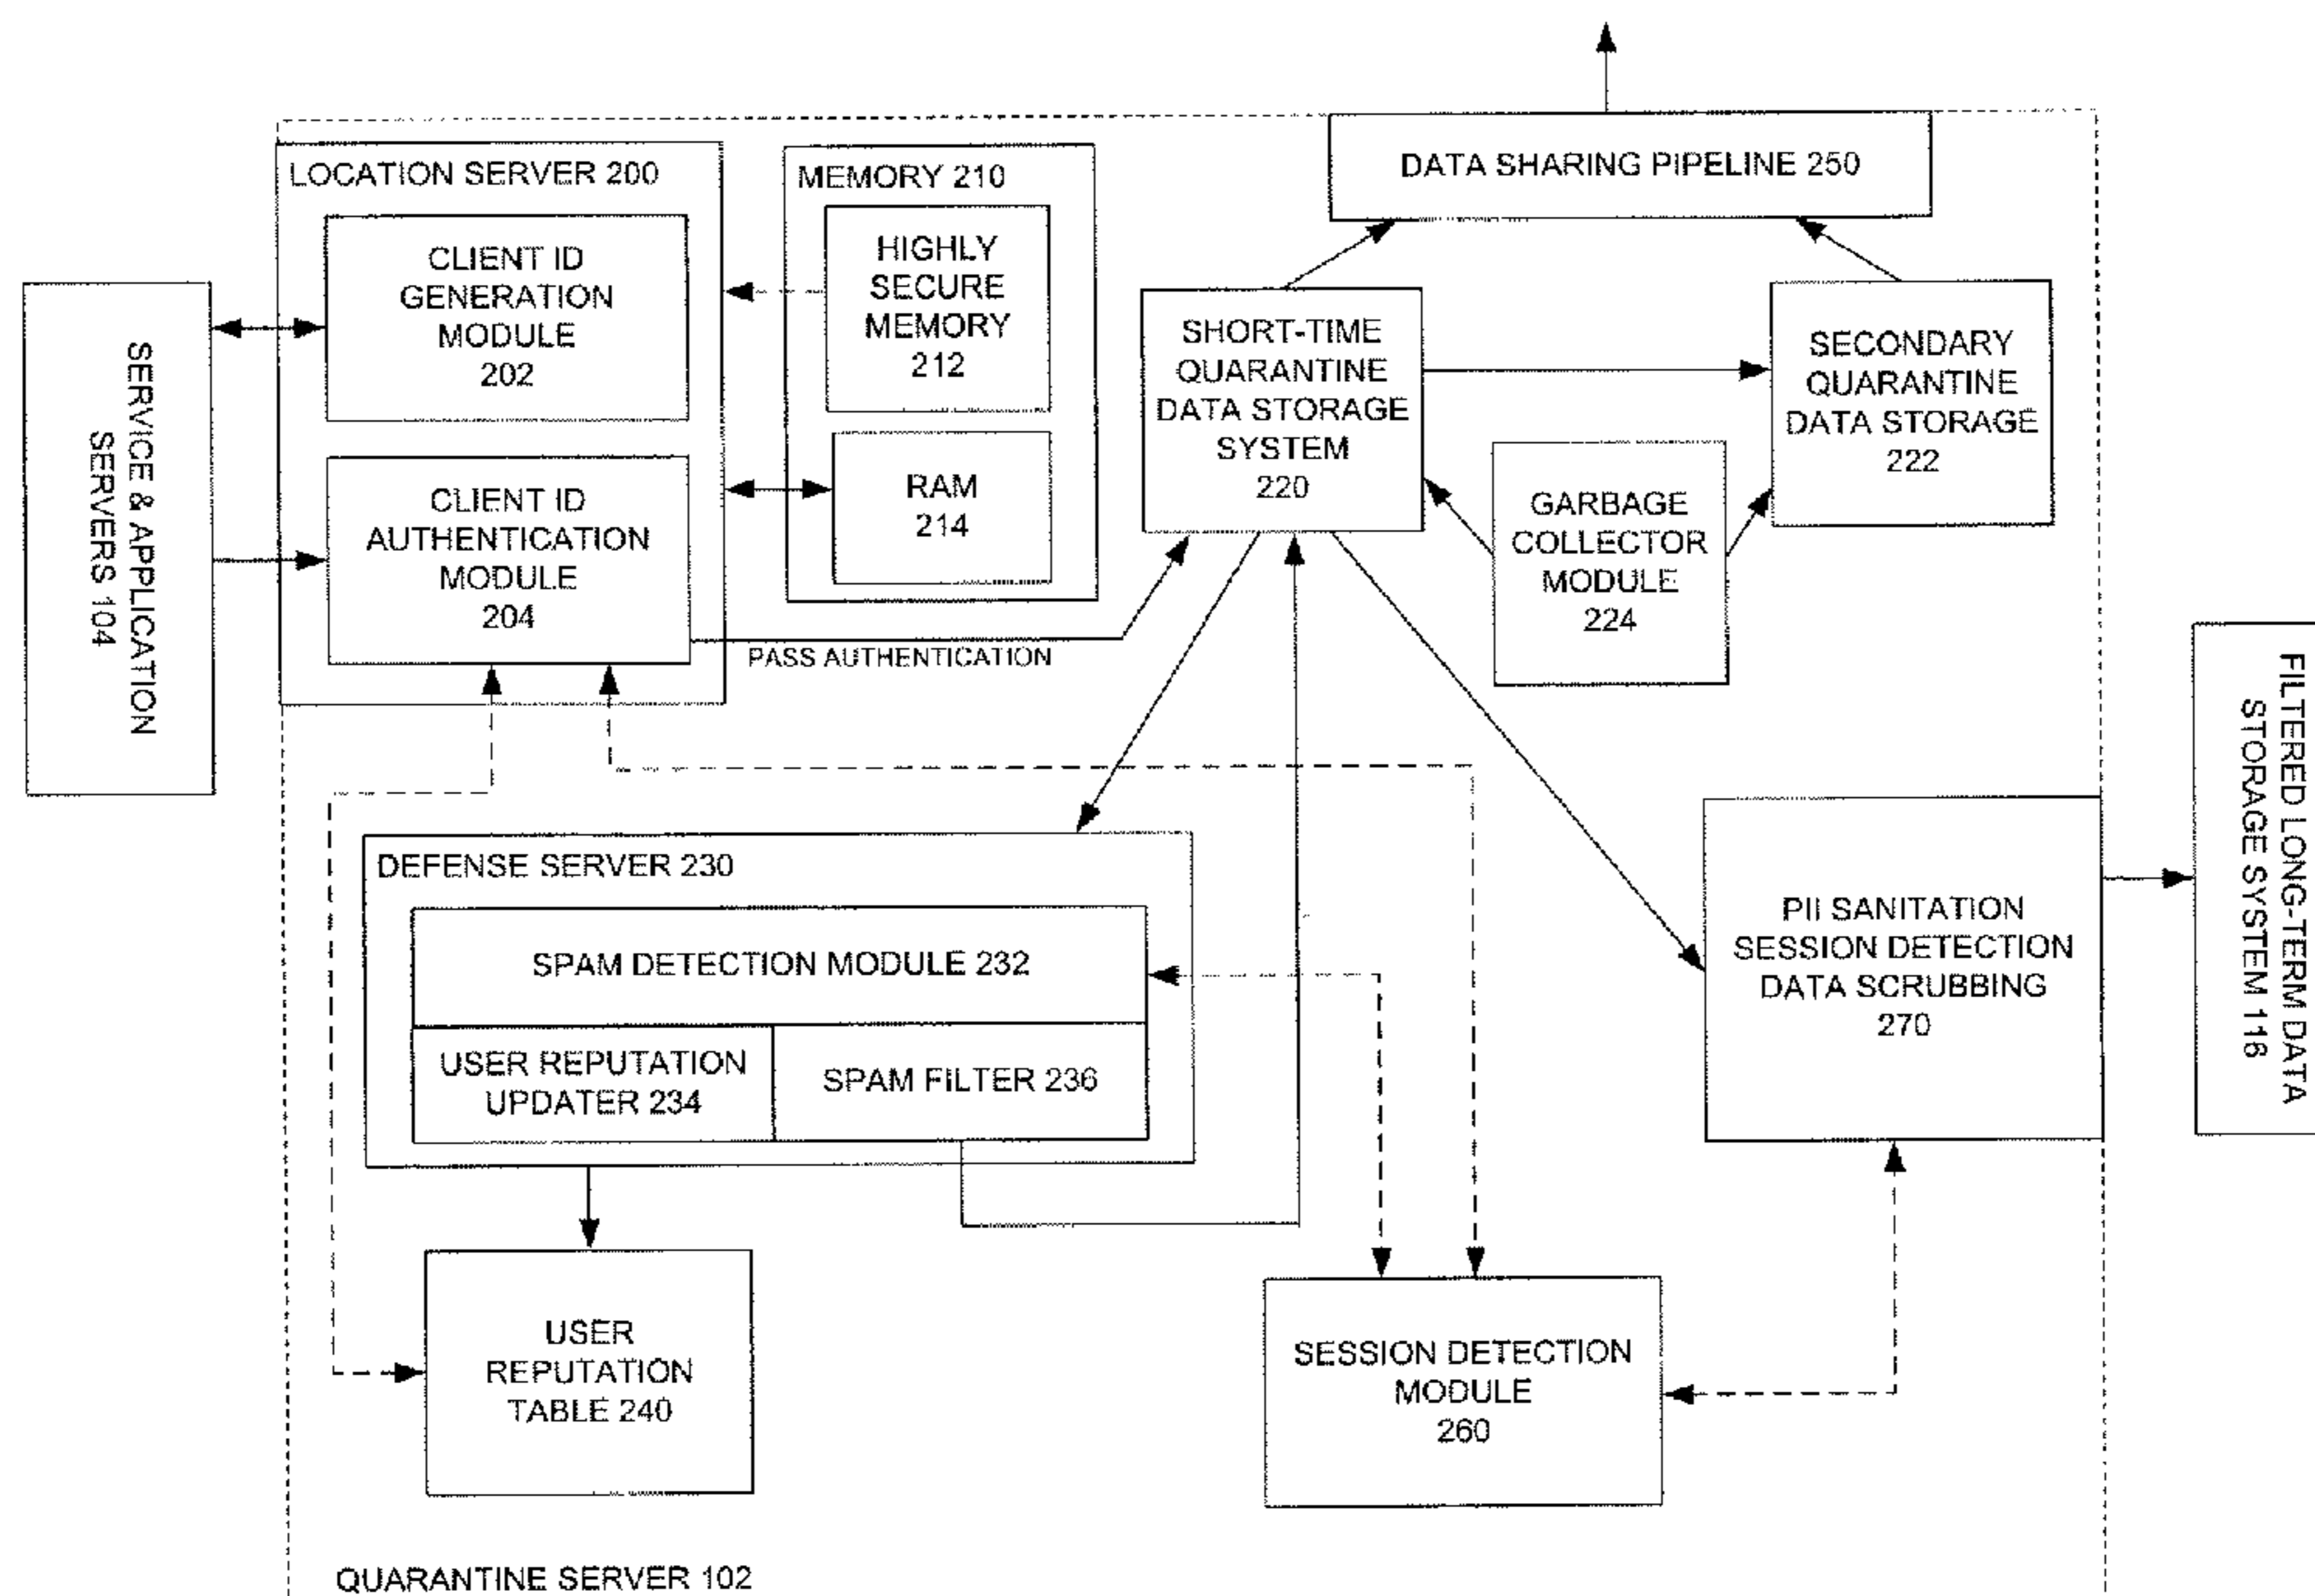 DATA SHARING PIPELINE 250
LOCATION SERVER 200
MEMORY 210
CLIENT ID
GENERATION
MODULE
202
HIGHLY
SECURE
MEMORY
212
SHORT-TIME
QUARANTINE
DATA STORAGE
SYSTEM
220
SECONDARY
QUARANTINE
DATA STORAGE
222
SERVICE & APPLICATION
SERVERS 104
CLIENT ID
AUTHENTICATION
MODULE
204
RAM
214
GARBAGE
COLLECTOR
MODULE
224
PASS AUTHENTICATION
FILTERED LONG-TERM DATA
STORAGE SYSTEM 116
DEFENSE SERVER 230
SPAM DETECTION MODULE 232
USER REPUTATION
UPDATER 234
SPAM FILTER 236
PII SANITATION
SESSION DETECTION
DATA SCRUBBING
270
USER
REPUTATION
TABLE 240
SESSION DETECTION
MODULE
260
QUARANTINE SERVER 102